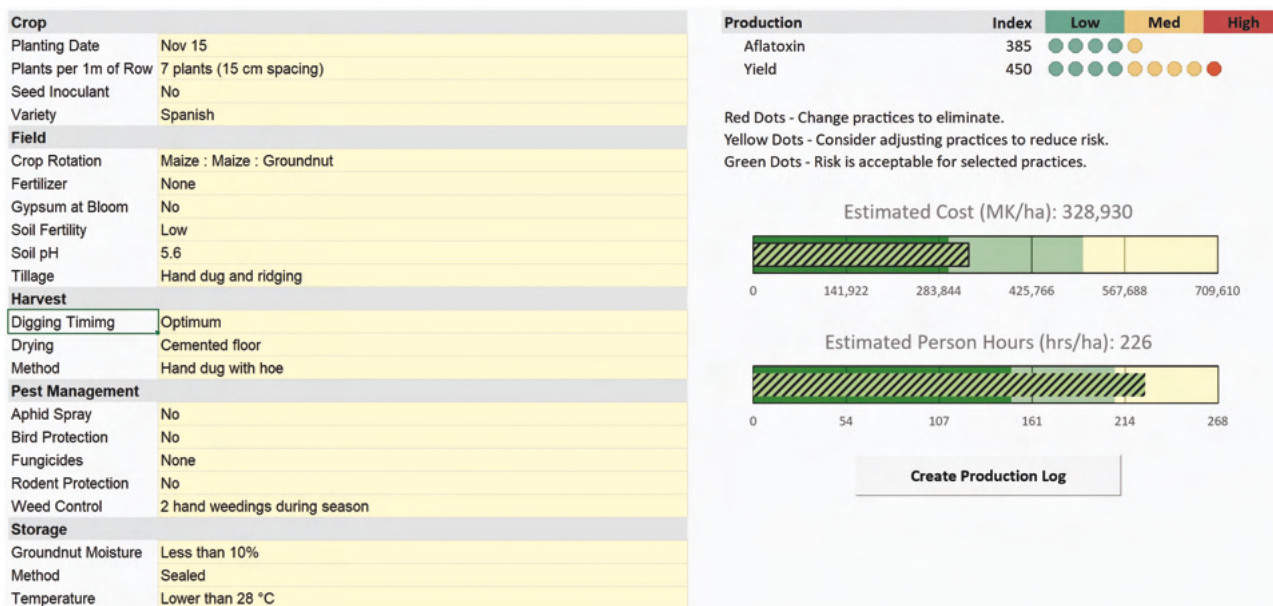 Crop
Planting Date Nov 15
Plants per 1m of Row 7 plants (15 cm spacing)
Seed Inoculant No
Variety Spanish
Field
Crop Rotation Maize : Maize : Groundnut
Fertilizer None
Gypsum at Bloom No
Soil Fertility Low
Soil pH 5.6
Tillage Hand dug and ridging
Harvest
Digging Timimg Optimum
Drying Cemented floor
Method Hand dug with hoe
Pest Management
Aphid Spray No
Bird Protection No
Fungicides None
Rodent Protection No
Weed Control 2 hand weedings during season
Storage
Groundnut Moisture Less than 10%
Method Sealed
Temperature Lower than 28 °C
Production Index Low Med High
Aflatoxin 385
Yield 450
Red Dots - Change practices to eliminate.
Yellow Dots - Consider adjusting practices to reduce risk.
Green Dots - Risk is acceptable for selected practices.
Estimated Cost (MK/ha): 328,930
0 141,922 283,844 425,766 567,688 709,610
Estimated Person Hours (hrs/ha): 226
0 54 107 161 214 268
Create Production Log